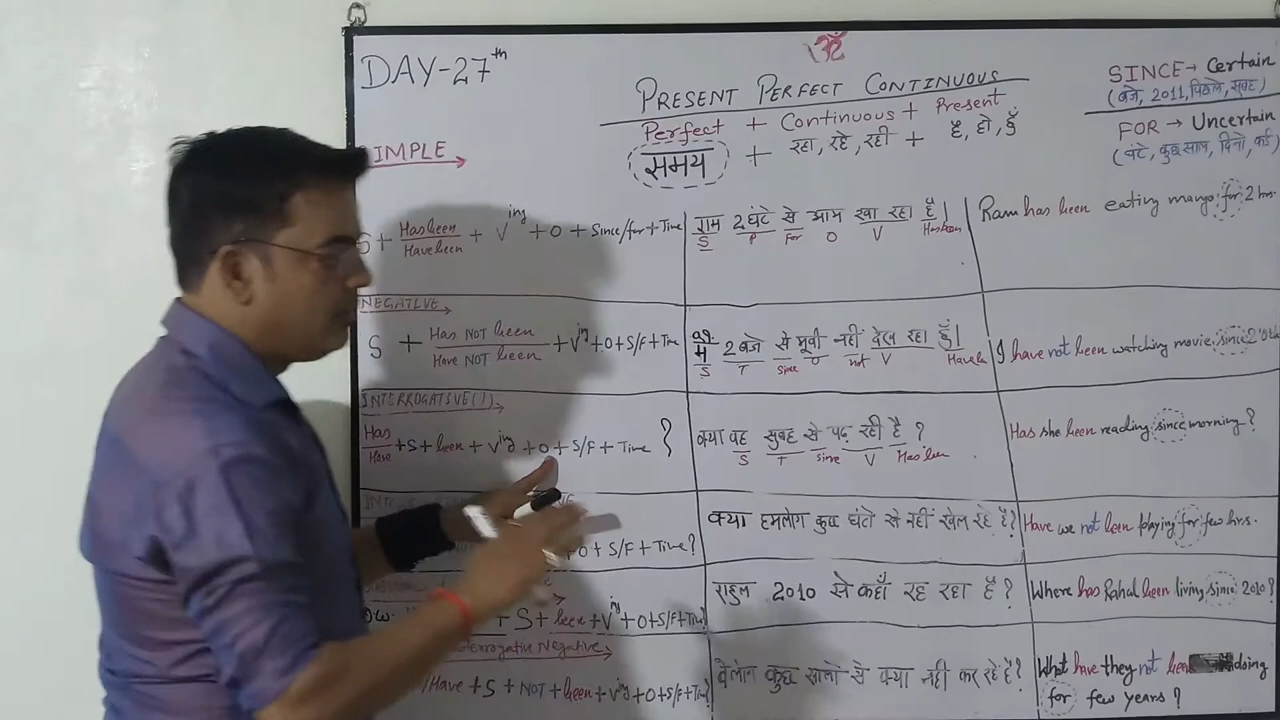 ॐ
DAY-27th
PRESENT PERFECT CONTINUOUS
Perfect + Continuous + Present
समय + रहा, रहे, रही + है, हो, हूँ
SINCE → Certain
(बजे, 2011, पिछले, सुबह)
FOR → Uncertain
(घंटे, कुछ साल, दिनो, कई)
IMPLE
S + Has been / Have been + Ving + O + Since/for + Time
राम 2 घंटे से आम खा रहा है।
S P For O V Has been
Ram has been eating mango for 2 hrs.
NEGATIVE
S + Has NOT been / Have NOT been + Ving + O + S/F + Time
मैं 2 बजे से मूवी नहीं देख रहा हूँ।
S T Since O not V Have be
I have not been watching movie since 2
INTERROGATIVE(?)
Has / Have + S + been + Ving + O + S/F + Time ?
क्या वह सुबह से पढ़ रही है ?
S T Since V Has been
Has she been reading since morning?
O + S/F + Time?
क्या हमलोग कुछ घंटो से नहीं खेल रहे हैं?
Have we not been playing for few hrs.
+ S + been + Ving + O + S/F + Time?
राहुल 2010 से कहाँ रह रहा है ?
Where has Rahul been living since 2010?
terrogative Negative
/Have + S + NOT + been + Ving + O + S/F + Time?
वेलोग कुछ सालो से क्या नहीं कर रहे हैं?
What have they not been doing
for few years ?